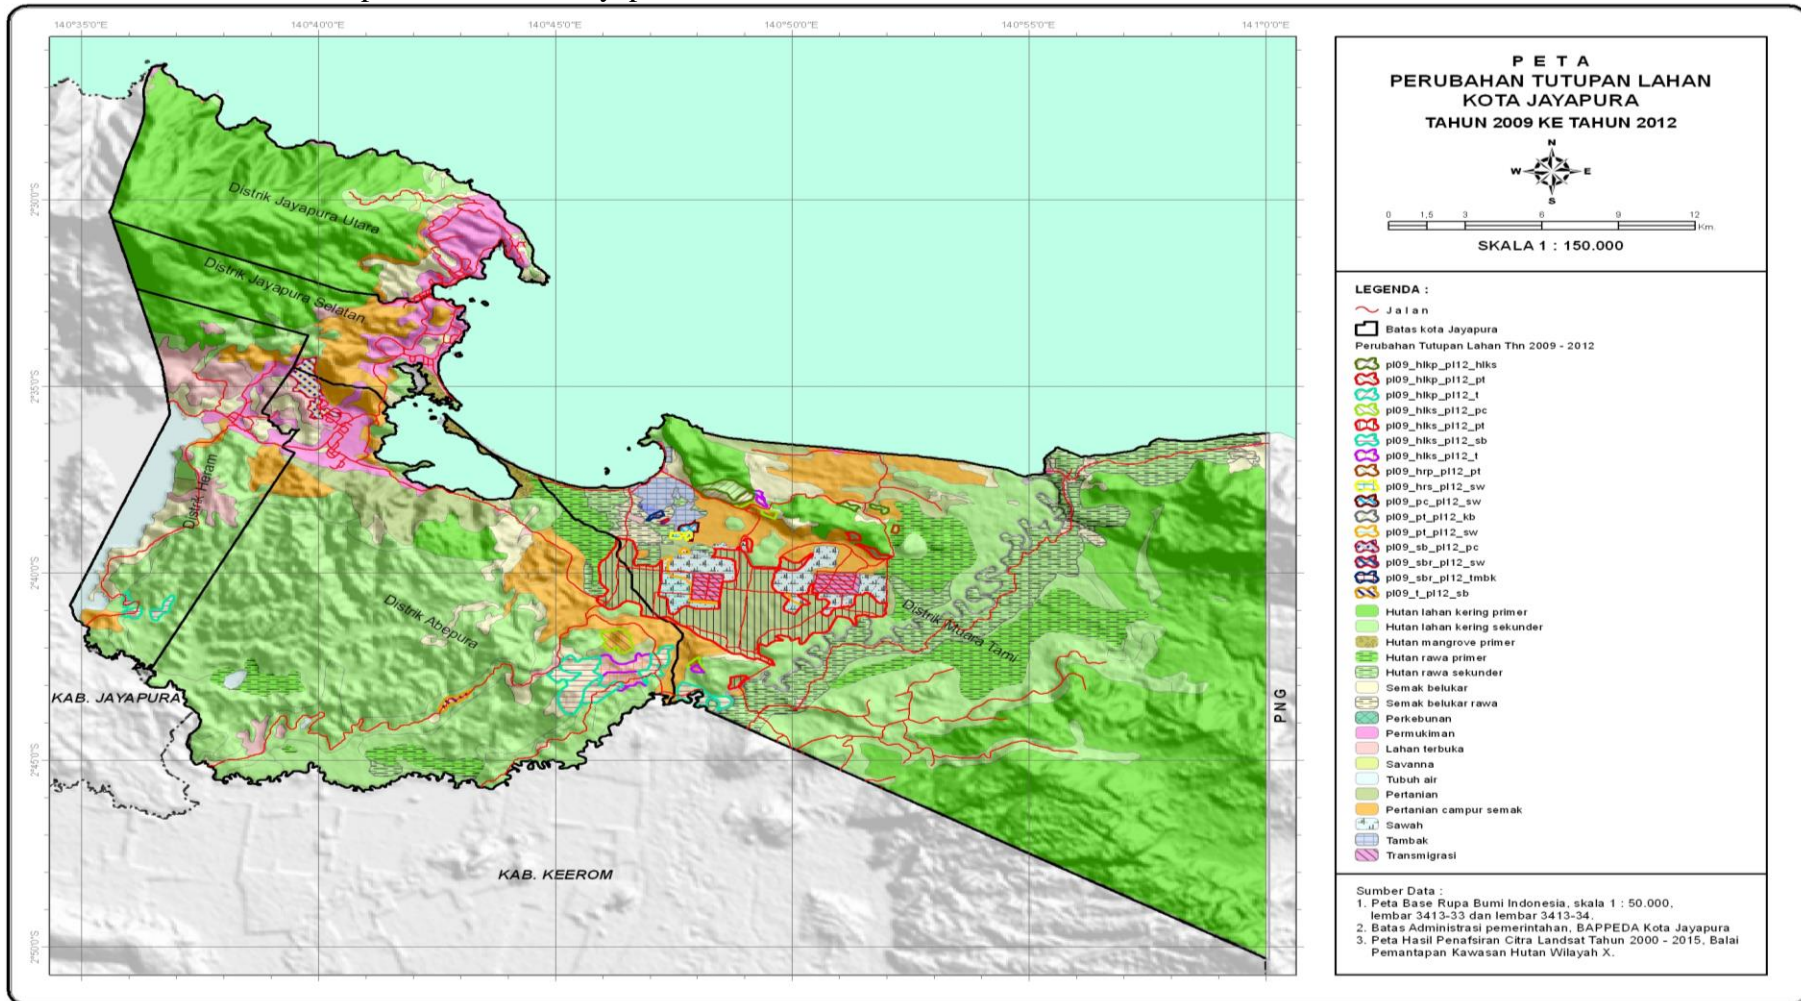 140°35'0"E 140°40'0"E 140°45'0"E 140°50'0"E 140°55'0"E 141°0'0"E
2°30'0"S
2°35'0"S
2°40'0"S
2°45'0"S
2°50'0"S
Distrik Jayapura Utara
Distrik Jayapura Selatan
Distrik Heram
Distrik Abepura
Distrik Muara Tami
KAB. JAYAPURA
KAB. KEEROM
PNG
P E T A
PERUBAHAN TUTUPAN LAHAN
KOTA JAYAPURA
TAHUN 2009 KE TAHUN 2012
N
W E
S
0 1,5 3 6 9 12
Km.
SKALA 1 : 150.000
LEGENDA :
J a l a n
Batas kota Jayapura
Perubahan Tutupan Lahan Thn 2009 - 2012
pl09_hlkp_pl12_hlks
pl09_hlkp_pl12_pt
pl09_hlkp_pl12_t
pl09_hlks_pl12_pc
pl09_hlks_pl12_pt
pl09_hlks_pl12_sb
pl09_hlks_pl12_t
pl09_hrp_pl12_pt
pl09_hrs_pl12_sw
pl09_pc_pl12_sw
pl09_pt_pl12_kb
pl09_pt_pl12_sw
pl09_sb_pl12_pc
pl09_sbr_pl12_sw
pl09_sbr_pl12_tmbk
pl09_t_pl12_sb
Hutan lahan kering primer
Hutan lahan kering sekunder
Hutan mangrove primer
Hutan rawa primer
Hutan rawa sekunder
Semak belukar
Semak belukar rawa
Perkebunan
Permukiman
Lahan terbuka
Savanna
Tubuh air
Pertanian
Pertanian campur semak
Sawah
Tambak
Transmigrasi
Sumber Data :
1. Peta Base Rupa Bumi Indonesia, skala 1 : 50.000,
lembar 3413-33 dan lembar 3413-34.
2. Batas Administrasi pemerintahan, BAPPEDA Kota Jayapura
3. Peta Hasil Penafsiran Citra Landsat Tahun 2000 - 2015, Balai
Pemantapan Kawasan Hutan Wilayah X.